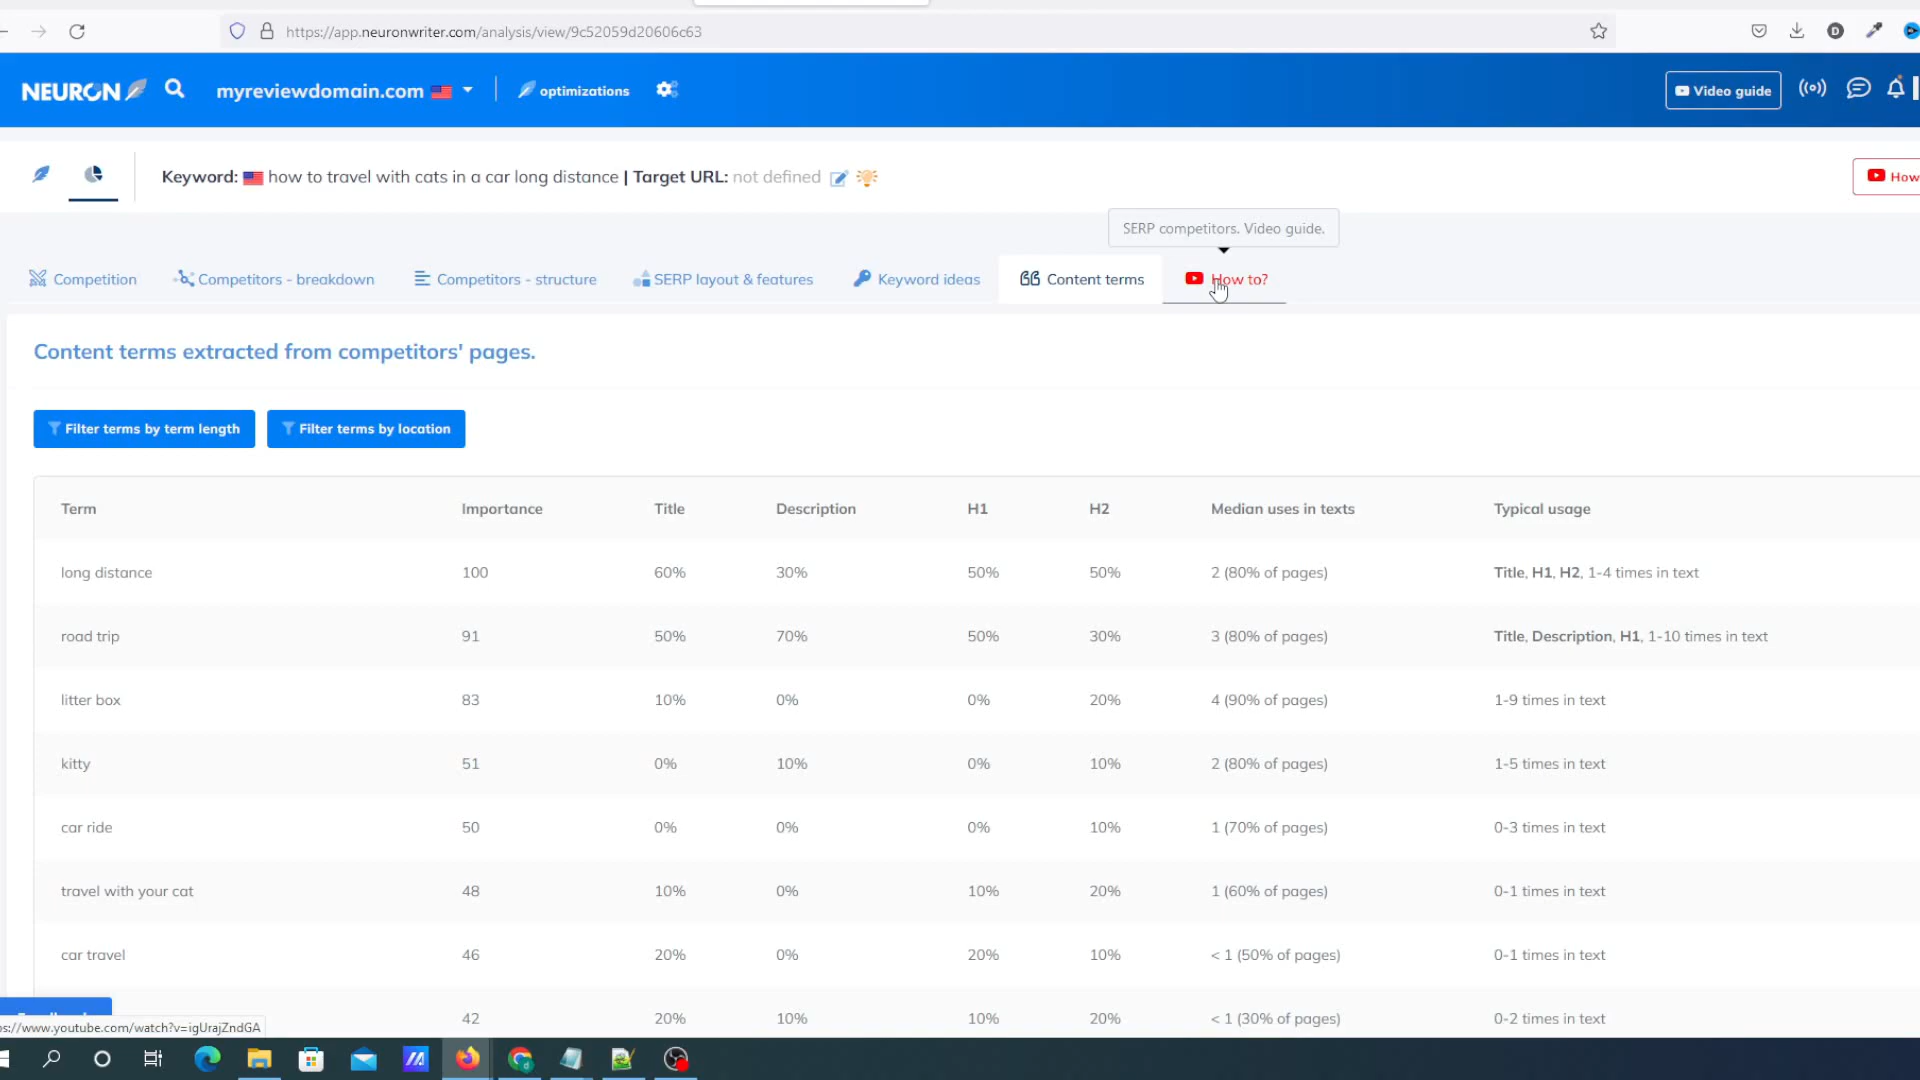 https://app.neuronwriter.com/analysis/view/9c52059d20606c63
NEURON myreviewdomain.com optimizations Video guide
Keyword: how to travel with cats in a car long distance | Target URL: not defined How
SERP competitors. Video guide.
Competition Competitors - breakdown Competitors - structure SERP layout & features Keyword ideas Content terms How to?
Content terms extracted from competitors' pages.
Filter terms by term length Filter terms by location
Term Importance Title Description H1 H2 Median uses in texts Typical usage
long distance 100 60% 30% 50% 50% 2 (80% of pages) Title, H1, H2, 1-4 times in text
road trip 91 50% 70% 50% 30% 3 (80% of pages) Title, Description, H1, 1-10 times in text
litter box 83 10% 0% 0% 20% 4 (90% of pages) 1-9 times in text
kitty 51 0% 10% 0% 10% 2 (80% of pages) 1-5 times in text
car ride 50 0% 0% 0% 10% 1 (70% of pages) 0-3 times in text
travel with your cat 48 10% 0% 10% 20% 1 (60% of pages) 0-1 times in text
car travel 46 20% 0% 20% 10% < 1 (50% of pages) 0-1 times in text
42 20% 10% 10% 20% < 1 (30% of pages) 0-2 times in text
ps://www.youtube.com/watch?v=igUrajZndGA